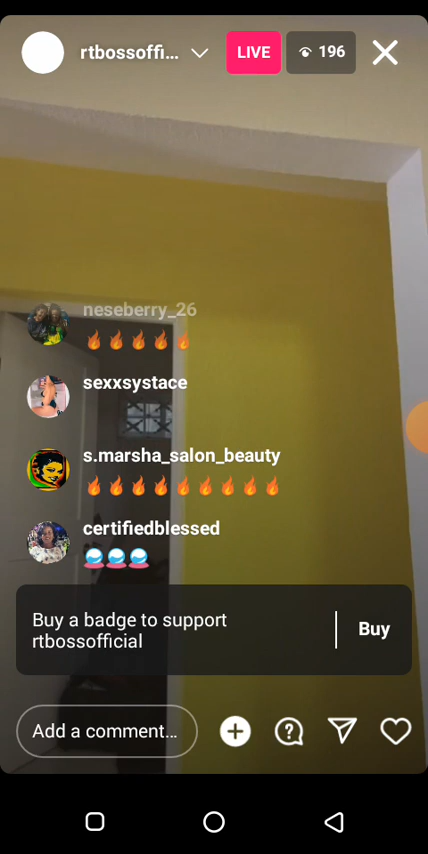 rtbossoffi...
LIVE
196
neseberry_26
🔥🔥🔥🔥🔥
sexxsystace
s.marsha_salon_beauty
🔥🔥🔥🔥🔥🔥🔥🔥🔥
certifiedblessed
🔮🔮🔮
Buy a badge to support
rtbossofficial
Buy
Add a comment...